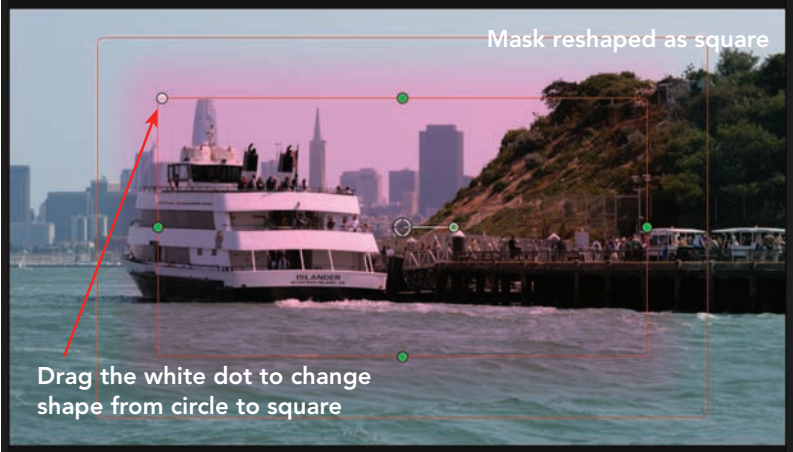 Mask reshaped as square
ISLANDER
Drag the white dot to change
shape from circle to square